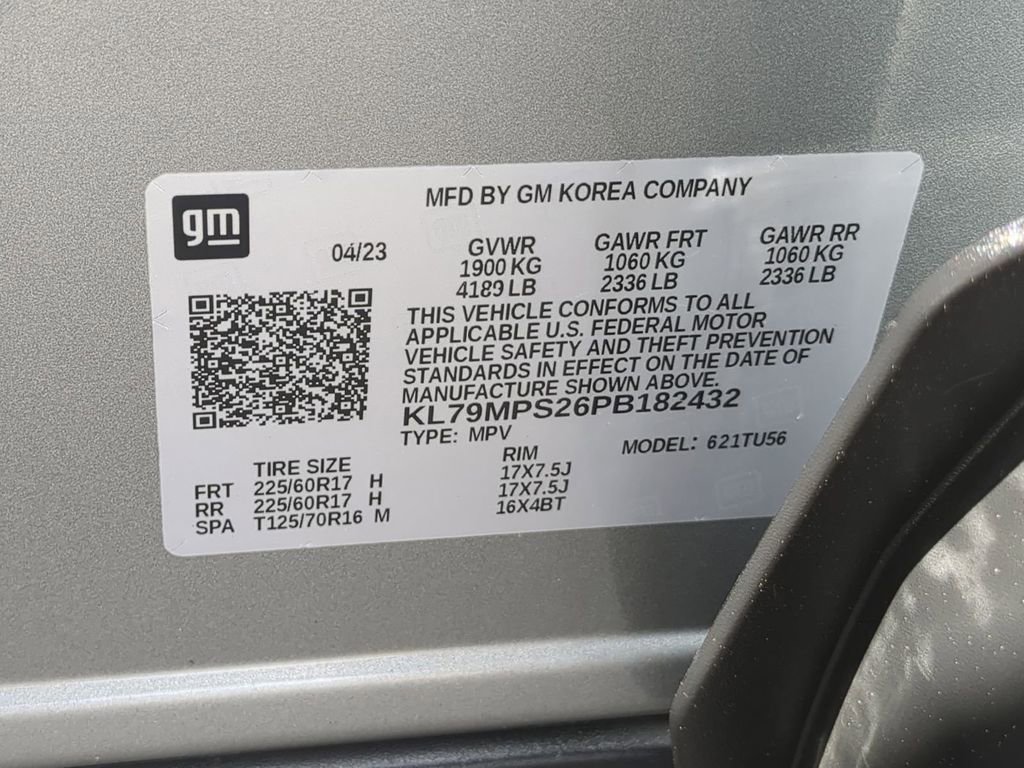 gm
MFD BY GM KOREA COMPANY
04/23 GVWR GAWR FRT GAWR RR
1900 KG 1060 KG 1060 KG
4189 LB 2336 LB 2336 LB
THIS VEHICLE CONFORMS TO ALL
APPLICABLE U.S. FEDERAL MOTOR
VEHICLE SAFETY AND THEFT PREVENTION
STANDARDS IN EFFECT ON THE DATE OF
MANUFACTURE SHOWN ABOVE.
KL79MPS26PB182432
TYPE: MPV MODEL: 621TU56
TIRE SIZE RIM
FRT 225/60R17 H 17X7.5J
RR 225/60R17 H 17X7.5J
SPA T125/70R16 M 16X4BT